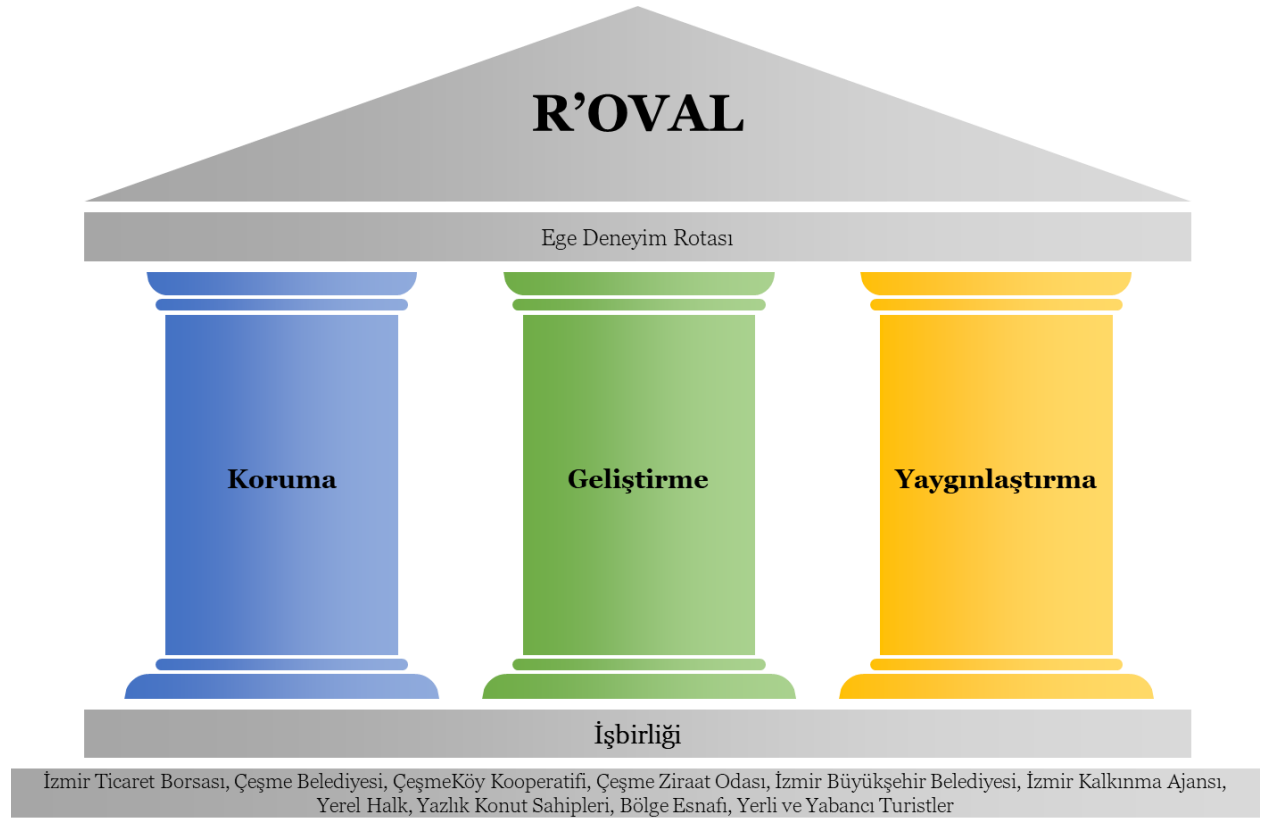 R’OVAL
Ege Deneyim Rotası
Koruma
Geliştirme
Yaygınlaştırma
İşbirliği
İzmir Ticaret Borsası, Çeşme Belediyesi, ÇeşmeKöy Kooperatifi, Çeşme Ziraat Odası, İzmir Büyükşehir Belediyesi, İzmir Kalkınma Ajansı,
Yerel Halk, Yazlık Konut Sahipleri, Bölge Esnafı, Yerli ve Yabancı Turistler